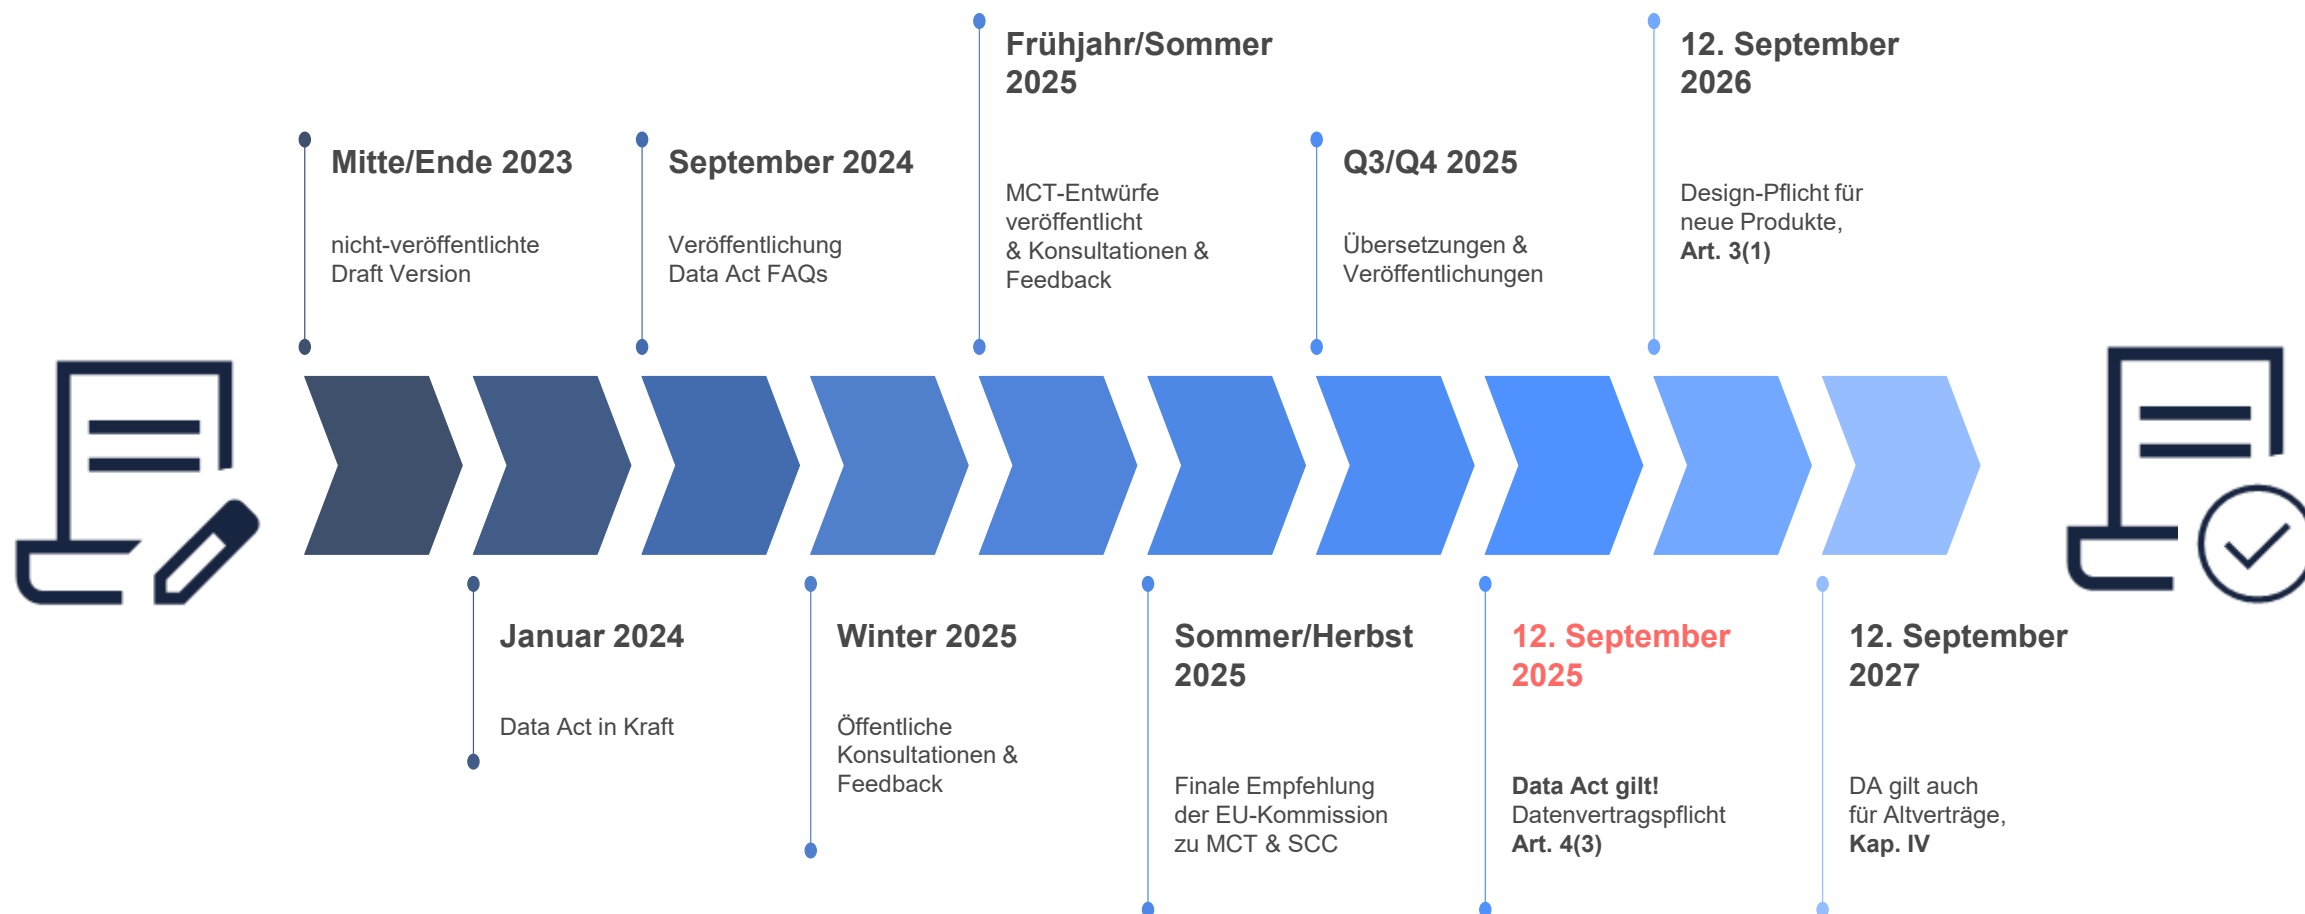 Mitte/Ende 2023
nicht-veröffentlichte
Draft Version
Januar 2024
Data Act in Kraft
September 2024
Veröffentlichung
Data Act FAQs
Winter 2025
Öffentliche
Konsultationen &
Feedback
Frühjahr/Sommer
2025
MCT-Entwürfe
veröffentlicht
& Konsultationen &
Feedback
Sommer/Herbst
2025
Finale Empfehlung
der EU-Kommission
zu MCT & SCC
Q3/Q4 2025
Übersetzungen &
Veröffentlichungen
12. September
2025
Data Act gilt!
Datenvertragspflicht
Art. 4(3)
12. September
2026
Design-Pflicht für
neue Produkte,
Art. 3(1)
12. September
2027
DA gilt auch
für Altverträge,
Kap. IV